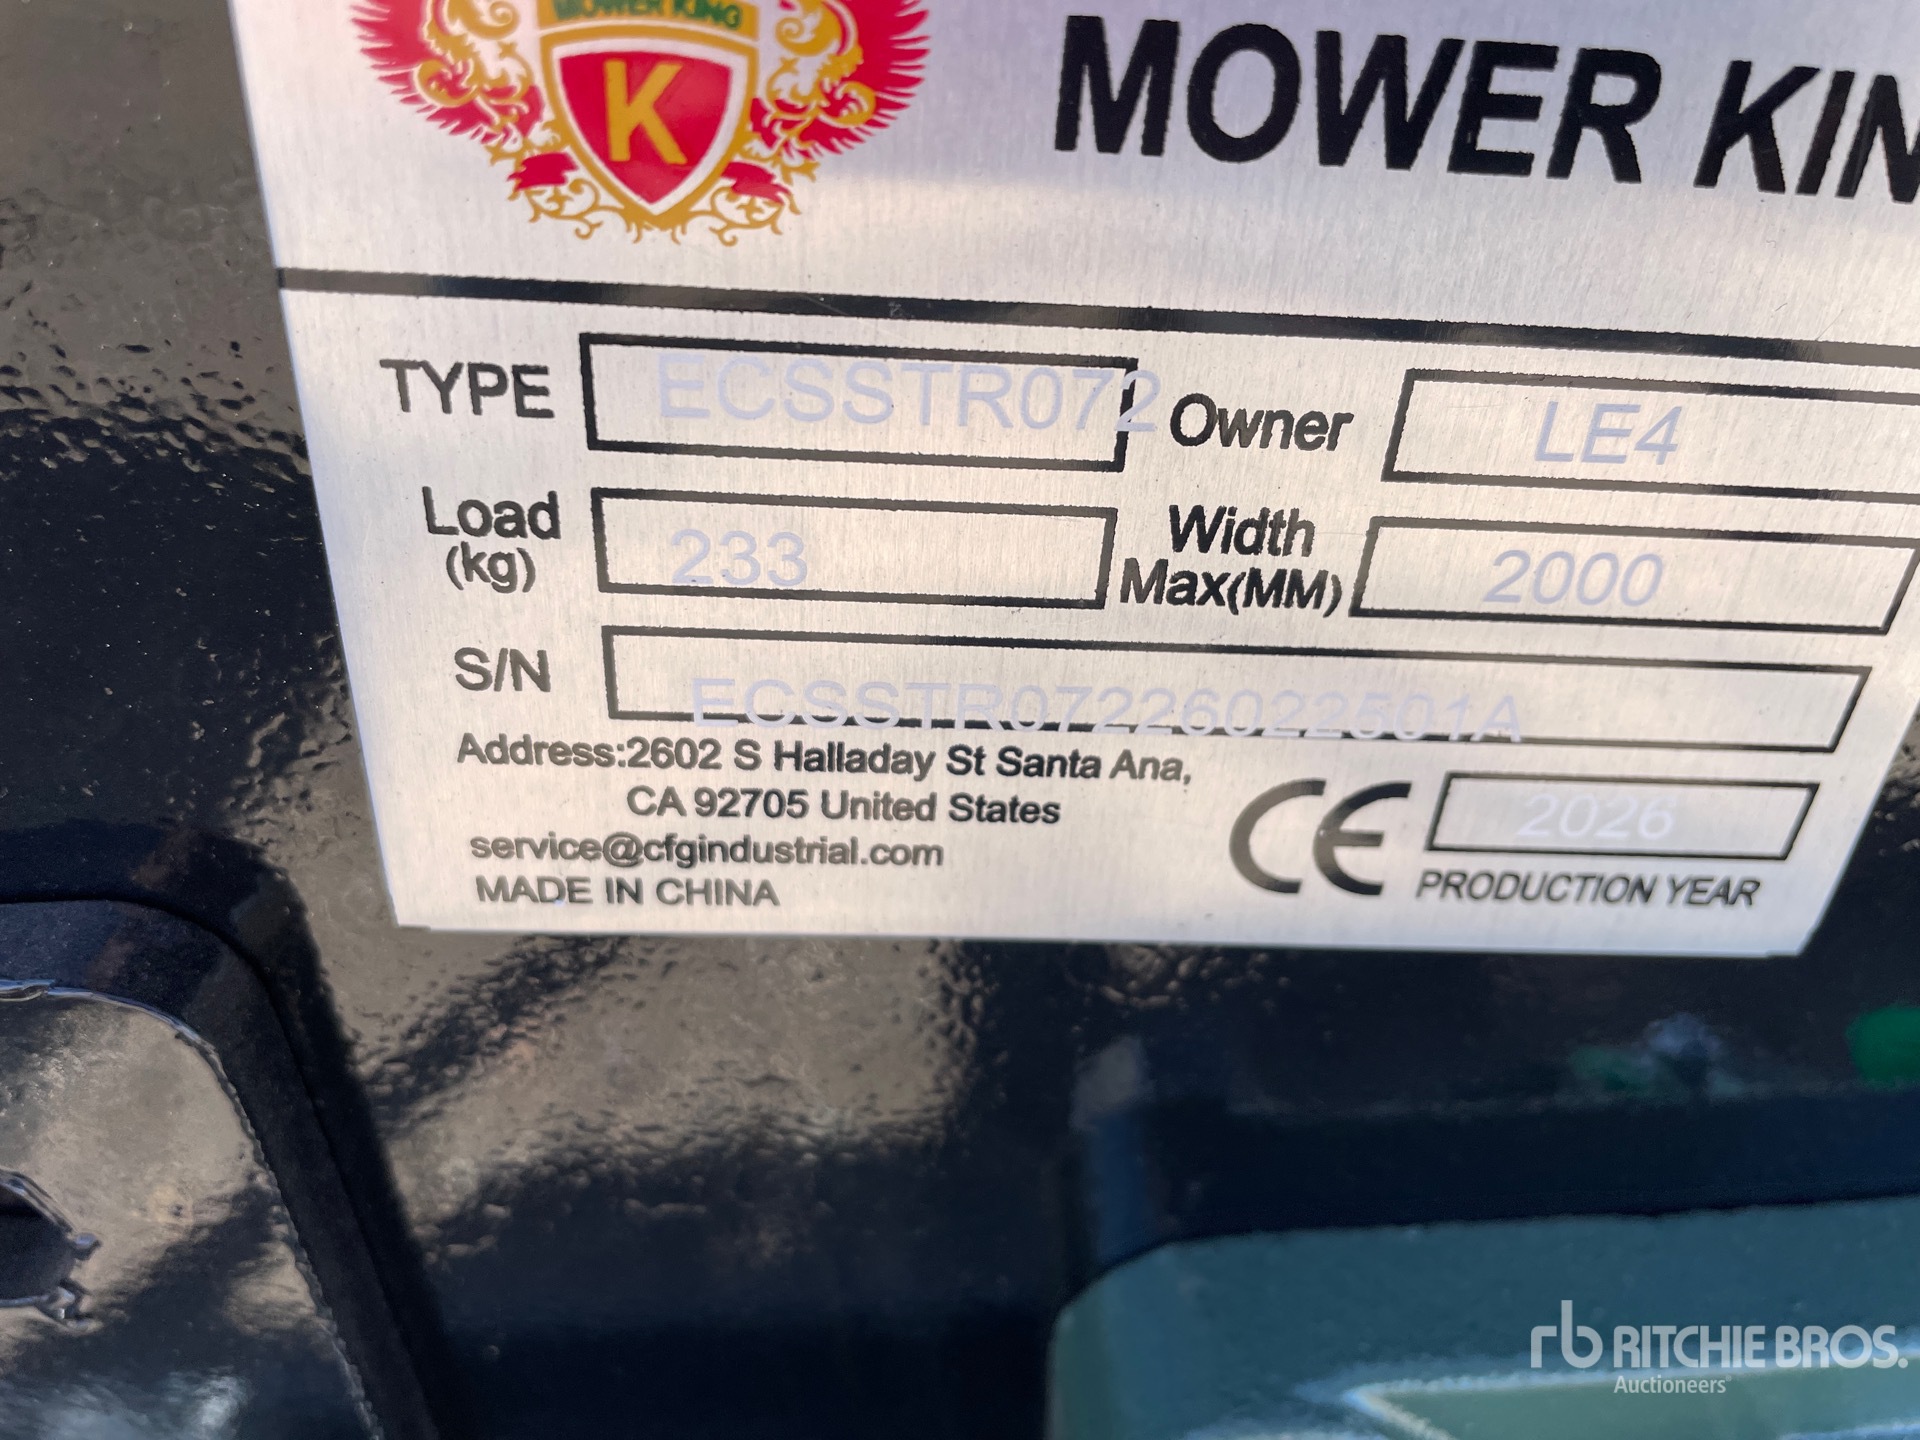 MOWER KING
K
MOWER KIN
TYPE ECSSTR072 Owner LE4
Load (kg) 233 Width Max(MM) 2000
S/N ECSSTR07226022501A
Address:2602 S Halladay St Santa Ana,
CA 92705 United States
service@cfgindustrial.com
MADE IN CHINA
CE 2026
PRODUCTION YEAR
rb RITCHIE BROS.
Auctioneers